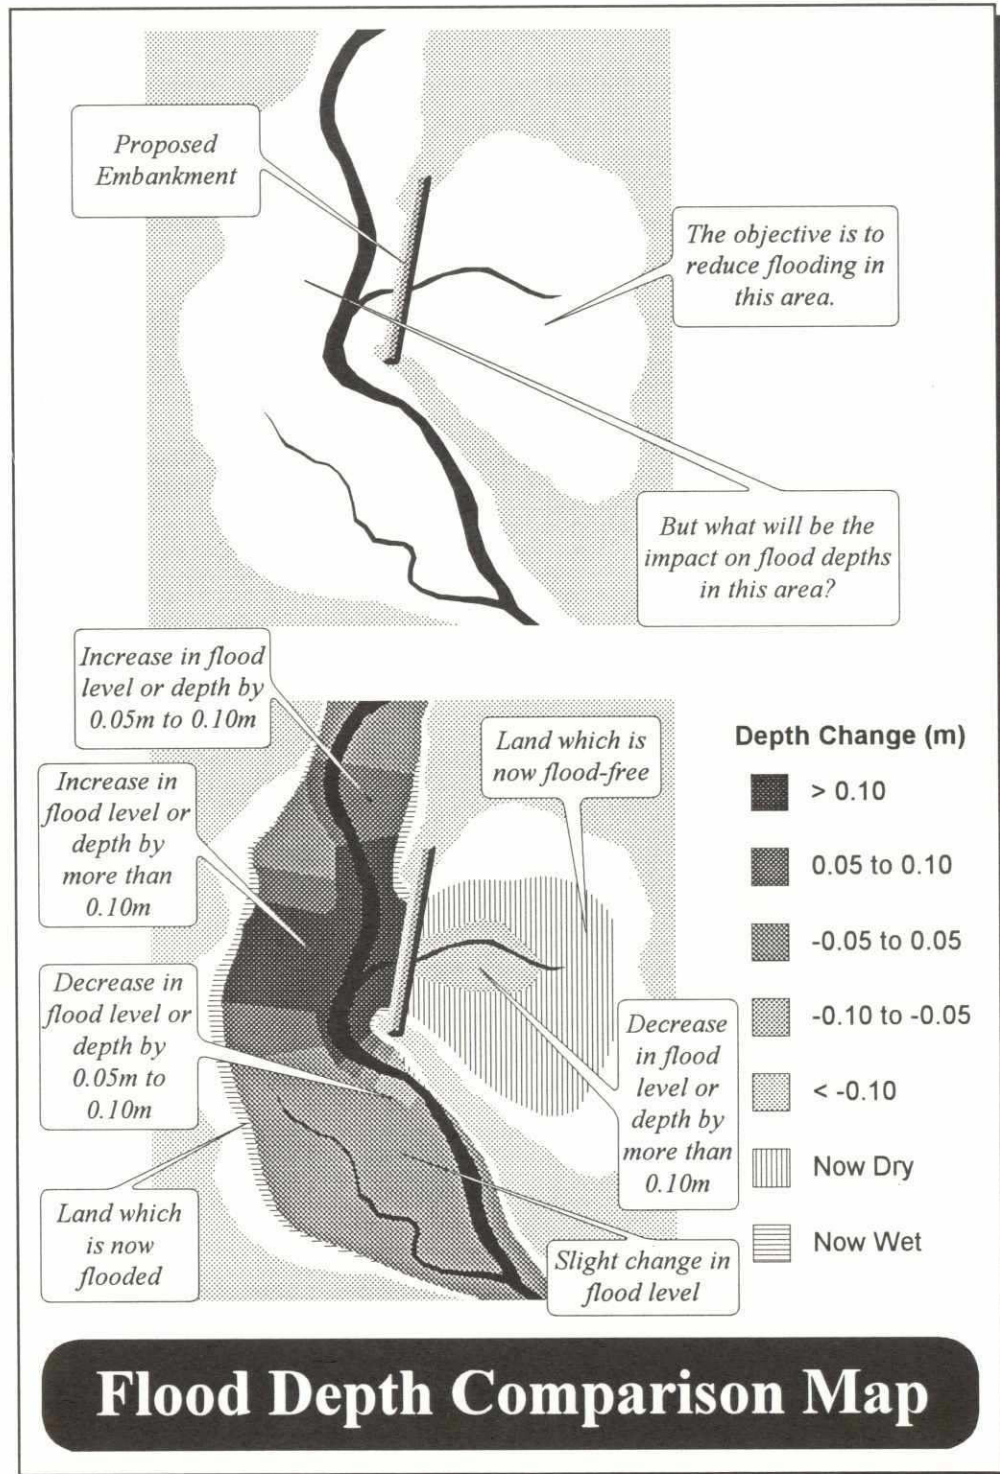 Proposed
Embankment
The objective is to
reduce flooding in
this area.
But what will be the
impact on flood depths
in this area?
Increase in flood
level or depth by
0.05m to 0.10m
Increase in
flood level or
depth by
more than
0.10m
Decrease in
flood level or
depth by
0.05m to
0.10m
Land which
is now
flooded
Land which is
now flood-free
Decrease
in flood
level or
depth by
more than
0.10m
Slight change in
flood level
Depth Change (m)
> 0.10
0.05 to 0.10
-0.05 to 0.05
-0.10 to -0.05
< -0.10
Now Dry
Now Wet
Flood Depth Comparison Map